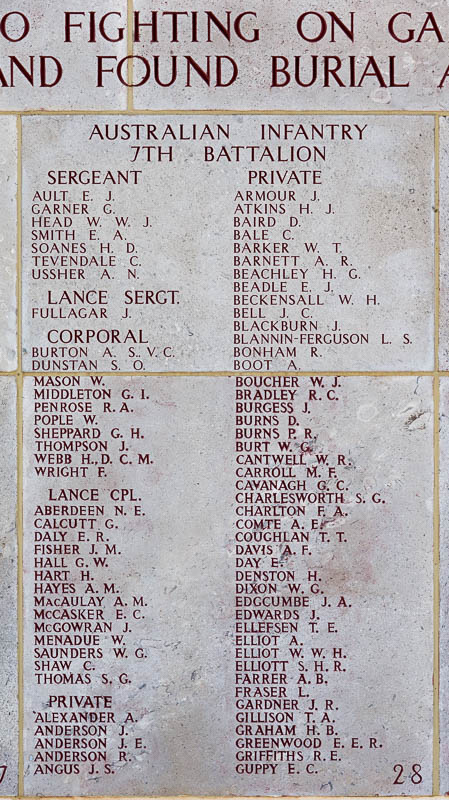 O FIGHTING ON GA
AND FOUND BURIAL A
AUSTRALIAN INFANTRY
7TH BATTALION
SERGEANT
AULT E. J.
GARNER G.
HEAD W. W. J.
SMITH E. A.
SOANES H. D.
TEVENDALE C.
USSHER A. N.
LANCE SERGT.
FULLAGAR J.
CORPORAL
BURTON A. S., V. C.
DUNSTAN S. O.
MASON W.
MIDDLETON G. I.
PENROSE R. A.
POPLE W.
SHEPPARD G. H.
THOMPSON J.
WEBB H., D. C. M.
WRIGHT F.
LANCE CPL.
ABERDEEN N. E.
CALCUTT G.
DALY E. R.
FISHER J. M.
HALL G. W.
HART H.
HAYES A. M.
MACAULAY A. M.
McCASKER E. C.
McGOWRAN J.
MENADUE W.
SAUNDERS W. G.
SHAW C.
THOMAS S. G.
PRIVATE
ALEXANDER A.
ANDERSON J.
ANDERSON J. E.
ANDERSON R.
ANGUS J. S.
PRIVATE
ARMOUR J.
ATKINS H. J.
BAIRD D.
BALE C.
BARKER W. T.
BARNETT A. R.
BEACHLEY H. G.
BEADLE E. J.
BECKENSALL W. H.
BELL J. C.
BLACKBURN J.
BLANNIN-FERGUSON L. S.
BONHAM R.
BOOT A.
BOUCHER W. J.
BRADLEY R. C.
BURGESS J.
BURNS D.
BURNS P. R.
BURT W. G.
CANTWELL W. R.
CARROLL M. F.
CAVANAGH G. C.
CHARLESWORTH S. G.
CHARLTON F. A.
COMTE A. E.
COUGHLAN T. T.
DAVIS A. F.
DAY E.
DENSTON H.
DIXON W. G.
EDGCUMBE J. A.
EDWARDS J.
ELLEFSEN T. E.
ELLIOT A.
ELLIOT W. W. H.
ELLIOTT S. H. R.
FARRER A. B.
FRASER L.
GARDNER J. R.
GILLISON T. A.
GRAHAM H. B.
GREENWOOD E. E. R.
GRIFFITHS R. E.
GUPPY E. C.
7
28